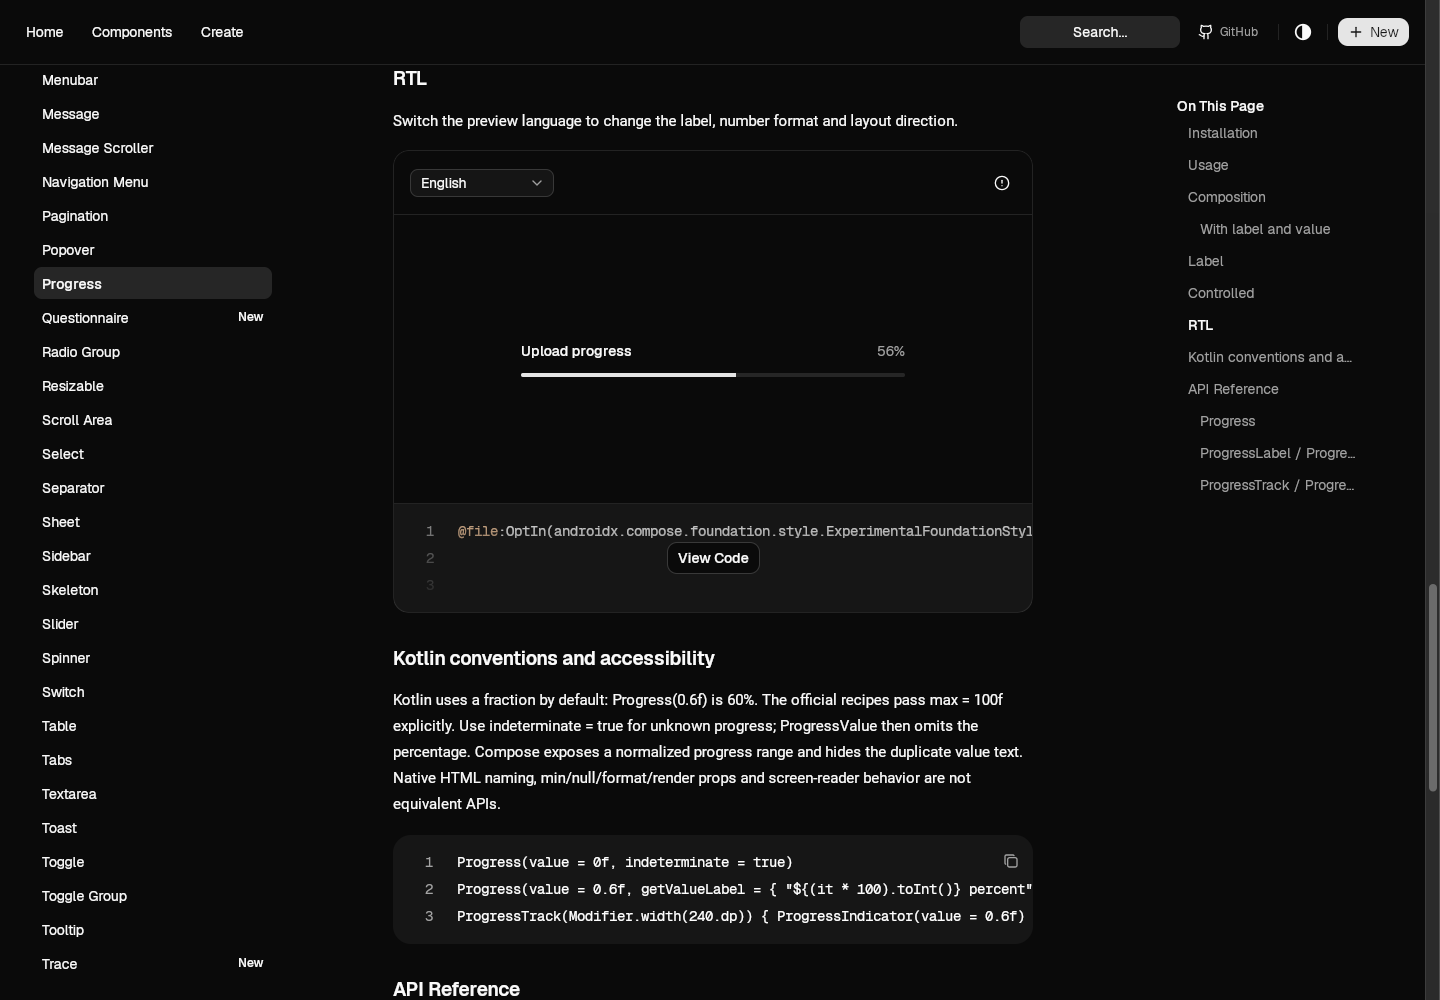 Home
Components
Create
Search...
GitHub
New
Menubar
Message
Message Scroller
Navigation Menu
Pagination
Popover
Progress
Questionnaire New
Radio Group
Resizable
Scroll Area
Select
Separator
Sheet
Sidebar
Skeleton
Slider
Spinner
Switch
Table
Tabs
Textarea
Toast
Toggle
Toggle Group
Tooltip
Trace New
RTL
Switch the preview language to change the label, number format and layout direction.
English
Upload progress 56%
1 @file:OptIn(androidx.compose.foundation.style.ExperimentalFoundationStyl
2
View Code
3
Kotlin conventions and accessibility
Kotlin uses a fraction by default: Progress(0.6f) is 60%. The official recipes pass max = 100f
explicitly. Use indeterminate = true for unknown progress; ProgressValue then omits the
percentage. Compose exposes a normalized progress range and hides the duplicate value text.
Native HTML naming, min/null/format/render props and screen-reader behavior are not
equivalent APIs.
1 Progress(value = 0f, indeterminate = true)
2 Progress(value = 0.6f, getValueLabel = { "${(it * 100).toInt()} percent"
3 ProgressTrack(Modifier.width(240.dp)) { ProgressIndicator(value = 0.6f)
API Reference
On This Page
Installation
Usage
Composition
With label and value
Label
Controlled
RTL
Kotlin conventions and a...
API Reference
Progress
ProgressLabel / Progre...
ProgressTrack / Progre...